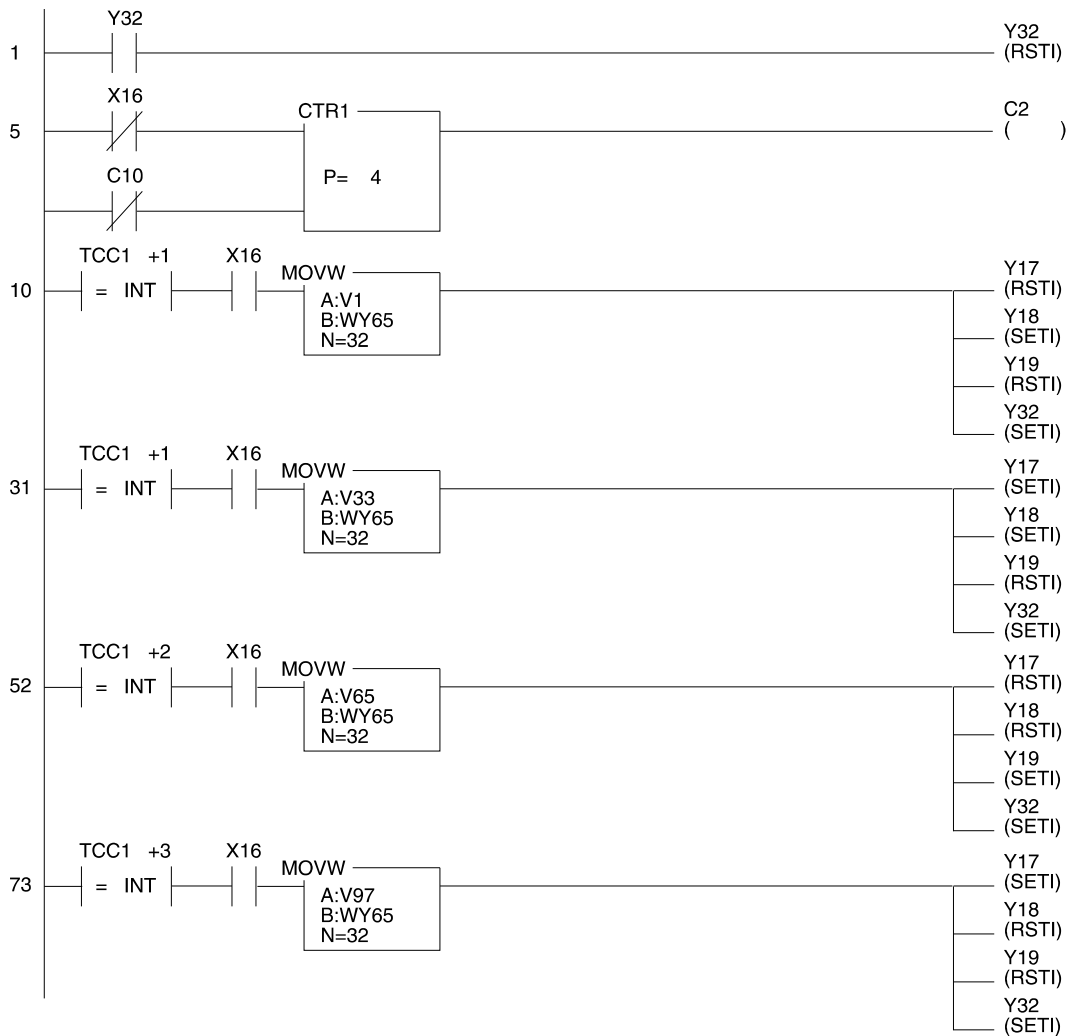 Y32
1
Y32
(RSTI)
X16
5
CTR1
C2
( )
P= 4
C10
TCC1 +1 X16
10
= INT
MOVW
A:V1
B:WY65
N=32
Y17
(RSTI)
Y18
(SETI)
Y19
(RSTI)
Y32
(SETI)
TCC1 +1 X16
31
= INT
MOVW
A:V33
B:WY65
N=32
Y17
(SETI)
Y18
(SETI)
Y19
(RSTI)
Y32
(SETI)
TCC1 +2 X16
52
= INT
MOVW
A:V65
B:WY65
N=32
Y17
(RSTI)
Y18
(RSTI)
Y19
(SETI)
Y32
(SETI)
TCC1 +3 X16
73
= INT
MOVW
A:V97
B:WY65
N=32
Y17
(SETI)
Y18
(RSTI)
Y19
(RSTI)
Y32
(SETI)